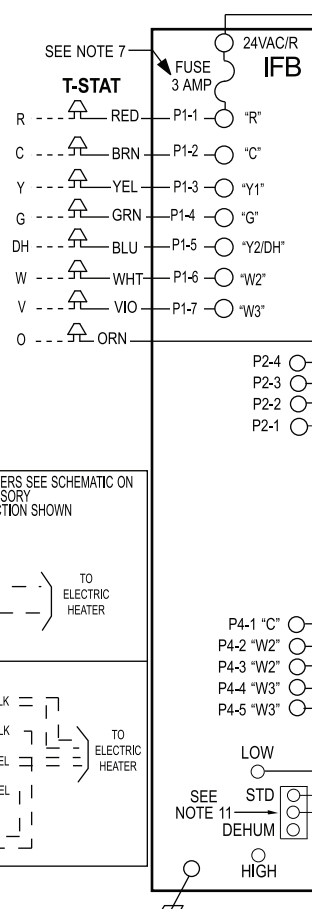 24VAC/R
SEE NOTE 7
FUSE
3 AMP
IFB
T-STAT
R RED P1-1 "R"
C BRN P1-2 "C"
Y YEL P1-3 "Y1"
G GRN P1-4 "G"
DH BLU P1-5 "Y2/DH"
W WHT P1-6 "W2"
V VIO P1-7 "W3"
O ORN
P2-4
P2-3
P2-2
P2-1
ERS SEE SCHEMATIC ON
SORY
CTION SHOWN
TO
ELECTRIC
HEATER
P4-1 "C"
P4-2 "W2"
P4-3 "W2"
P4-4 "W3"
P4-5 "W3"
LK
LK
EL
EL
TO
ELECTRIC
HEATER
LOW
SEE
NOTE 11
STD
DEHUM
HIGH